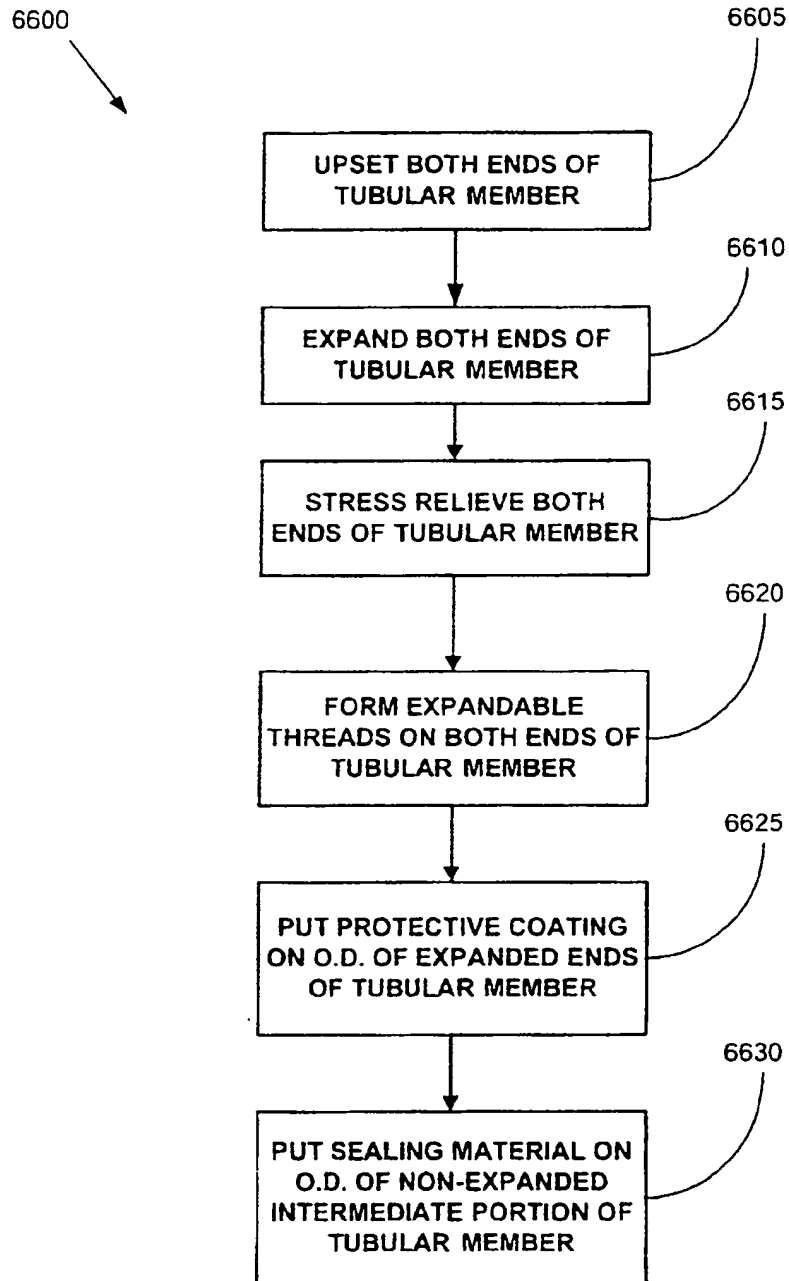 6600
6605
UPSET BOTH ENDS OF
TUBULAR MEMBER
6610
EXPAND BOTH ENDS OF
TUBULAR MEMBER
6615
STRESS RELIEVE BOTH
ENDS OF TUBULAR MEMBER
6620
FORM EXPANDABLE
THREADS ON BOTH ENDS OF
TUBULAR MEMBER
6625
PUT PROTECTIVE COATING
ON O.D. OF EXPANDED ENDS
OF TUBULAR MEMBER
6630
PUT SEALING MATERIAL ON
O.D. OF NON-EXPANDED
INTERMEDIATE PORTION OF
TUBULAR MEMBER